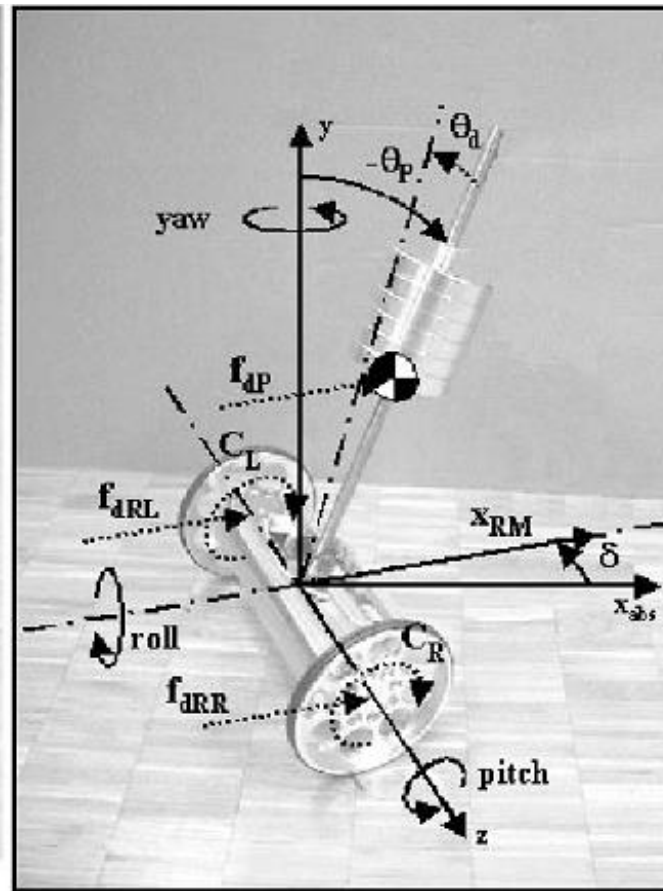 y
θd
-θP
yaw
fdP
CL
fdRL
xRM
δ
xabs
roll
CR
fdRR
pitch
z